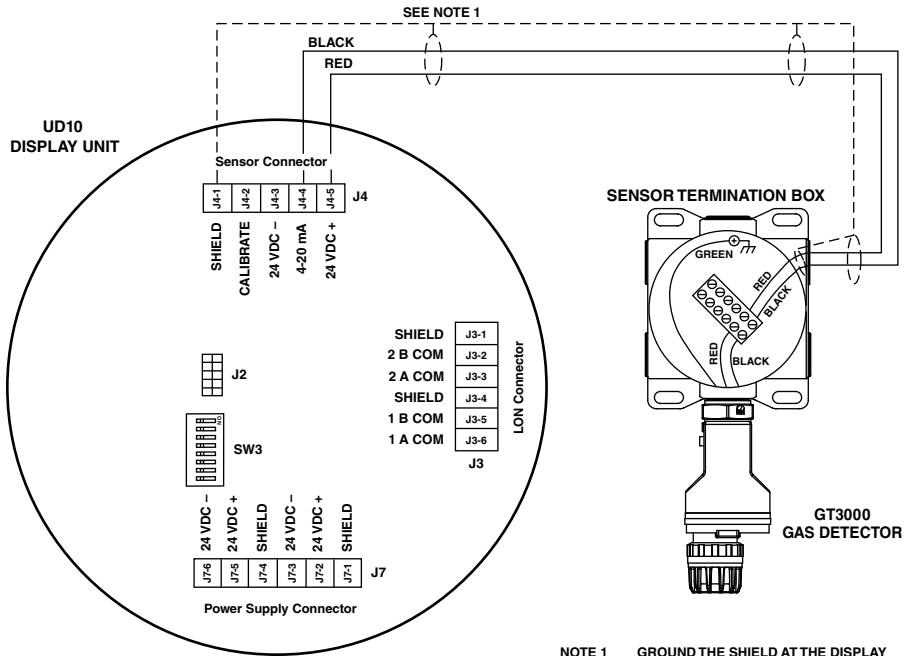 SEE NOTE 1
BLACK
RED
UD10
DISPLAY UNIT
Sensor Connector
J4-1
J4-2
J4-3
J4-4
J4-5
J4
SHIELD
CALIBRATE
24 VDC –
4-20 mA
24 VDC +
SENSOR TERMINATION BOX
GREEN
RED
BLACK
RED
BLACK
SHIELD J3-1
2 B COM J3-2
2 A COM J3-3
SHIELD J3-4
1 B COM J3-5
1 A COM J3-6
J3
LON Connector
J2
ON
SW3
24 VDC –
24 VDC +
SHIELD
24 VDC –
24 VDC +
SHIELD
J7-6
J7-5
J7-4
J7-3
J7-2
J7-1
J7
Power Supply Connector
GT3000
GAS DETECTOR
NOTE 1 GROUND THE SHIELD AT THE DISPLAY